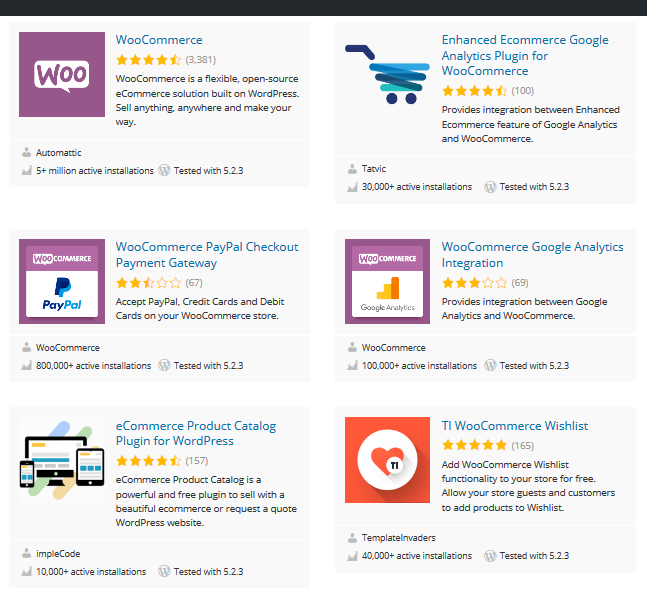 WOO
WooCommerce
(3,381)
WooCommerce is a flexible, open-source
eCommerce solution built on WordPress.
Sell anything, anywhere and make your
way.
Automattic
5+ million active installations
Tested with 5.2.3
Enhanced Ecommerce Google
Analytics Plugin for
WooCommerce
(100)
Provides integration between Enhanced
Ecommerce feature of Google Analytics
and WooCommerce.
Tatvic
30,000+ active installations
Tested with 5.2.3
WOOCOMMERCE
PayPal
WooCommerce PayPal Checkout
Payment Gateway
(67)
Accept PayPal, Credit Cards and Debit
Cards on your WooCommerce store.
WooCommerce
800,000+ active installations
Tested with 5.2.3
WOOCOMMERCE
Google Analytics
WooCommerce Google Analytics
Integration
(69)
Provides integration between Google
Analytics and WooCommerce.
WooCommerce
100,000+ active installations
Tested with 5.2.3
eCommerce Product Catalog
Plugin for WordPress
(157)
eCommerce Product Catalog is a
powerful and free plugin to sell with a
beautiful ecommerce or request a quote
WordPress website.
impleCode
10,000+ active installations
Tested with 5.2.3
TI
TI WooCommerce Wishlist
(165)
Add WooCommerce Wishlist
functionality to your store for free.
Allow your store guests and customers
to add products to Wishlist.
TemplateInvaders
40,000+ active installations
Tested with 5.2.3